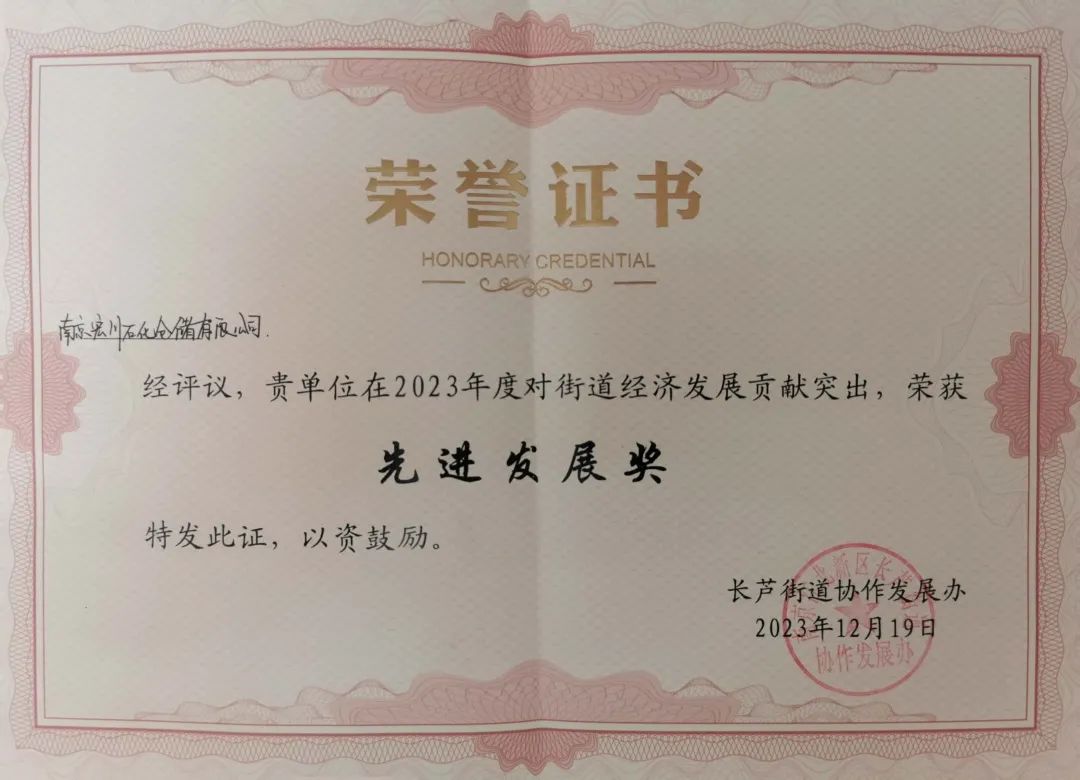 荣誉证书
HONORARY CREDENTIAL
南京宏川石化仓储有限公司.
经评议，贵单位在2023年度对街道经济发展贡献突出，荣获
先进发展奖
特发此证，以资鼓励。
长芦街道协作发展办
2023年12月19日
协作发展办